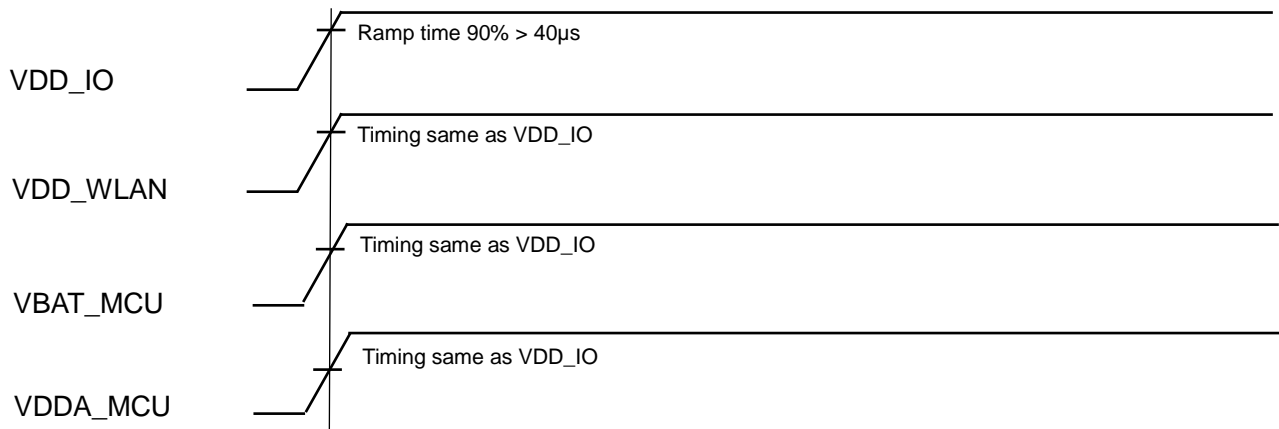 Ramp time 90% > 40µs
VDD_IO
Timing same as VDD_IO
VDD_WLAN
Timing same as VDD_IO
VBAT_MCU
Timing same as VDD_IO
VDDA_MCU